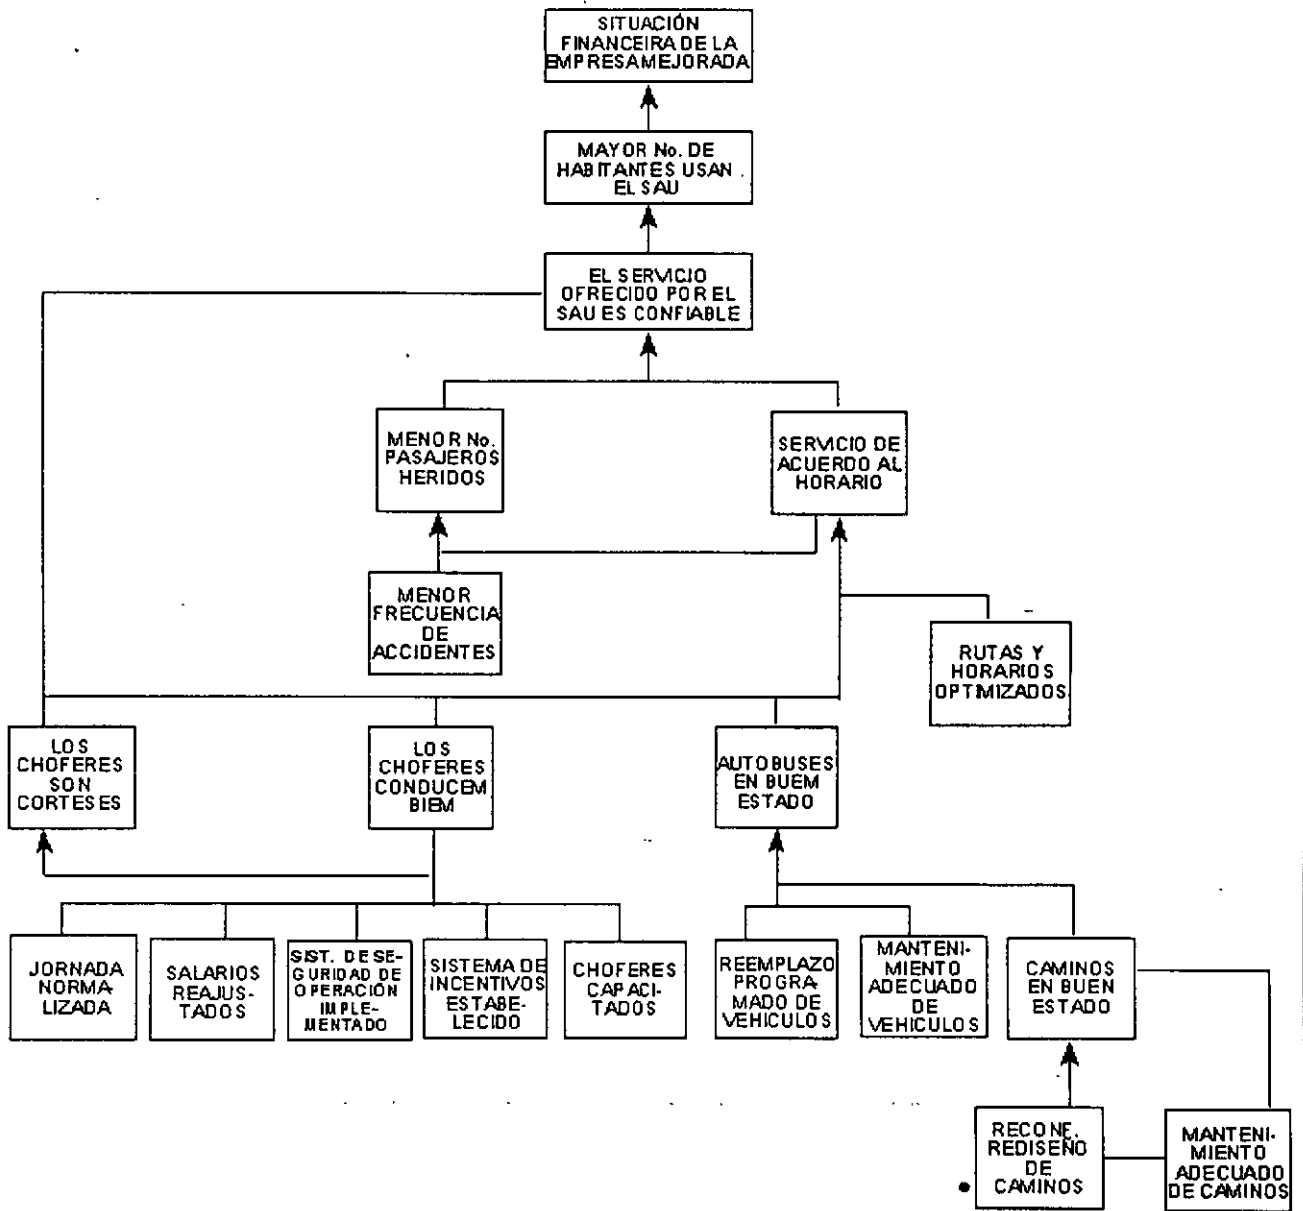 SITUACIÓN
FINANCEIRA DE LA
EMPRESA MEJORADA
MAYOR No. DE
HABITANTES USAN
EL SAU
EL SERVICIO
OFRECIDO POR EL
SAU ES CONFIABLE
MENOR No.
PASAJEROS
HERIDOS
SERVICIO DE
ACUERDO AL
HORARIO
MENOR
FRECUENCIA
DE
ACCIDENTES
RUTAS Y
HORARIOS
OPTIMIZADOS
LOS
CHOFERES
SON
CORTESES
LOS
CHOFERES
CONDUCEM
BIEM
AUTOBUSES
EN BUEM
ESTADO
JORNADA
NORMA-
LIZADA
SALARIOS
REAJUS-
TADOS
SIST. DE SE-
GURIDAD DE
OPERACIÓN
IMPLE-
MENTADO
SISTEMA DE
INCENTIVOS
ESTABE-
LECIDO
CHOFERES
CAPACI-
TADOS
REEMPLAZO
PROGRA-
MADO DE
VEHICULOS
MANTENI-
MIENTO
ADECUADO
DE
VEHICULOS
CAMINOS
EN BUEN
ESTADO
RECONF.
REDISEÑO
DE
CAMINOS
MANTENI-
MIENTO
ADECUADO
DE CAMINOS